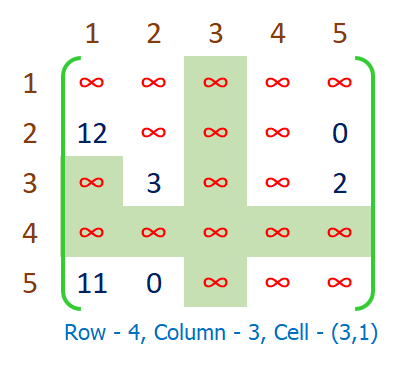 1 2 3 4 5
1 ∞ ∞ ∞ ∞ ∞
2 12 ∞ ∞ ∞ 0
3 ∞ 3 ∞ ∞ 2
4 ∞ ∞ ∞ ∞ ∞
5 11 0 ∞ ∞ ∞
Row - 4, Column - 3, Cell - (3,1)